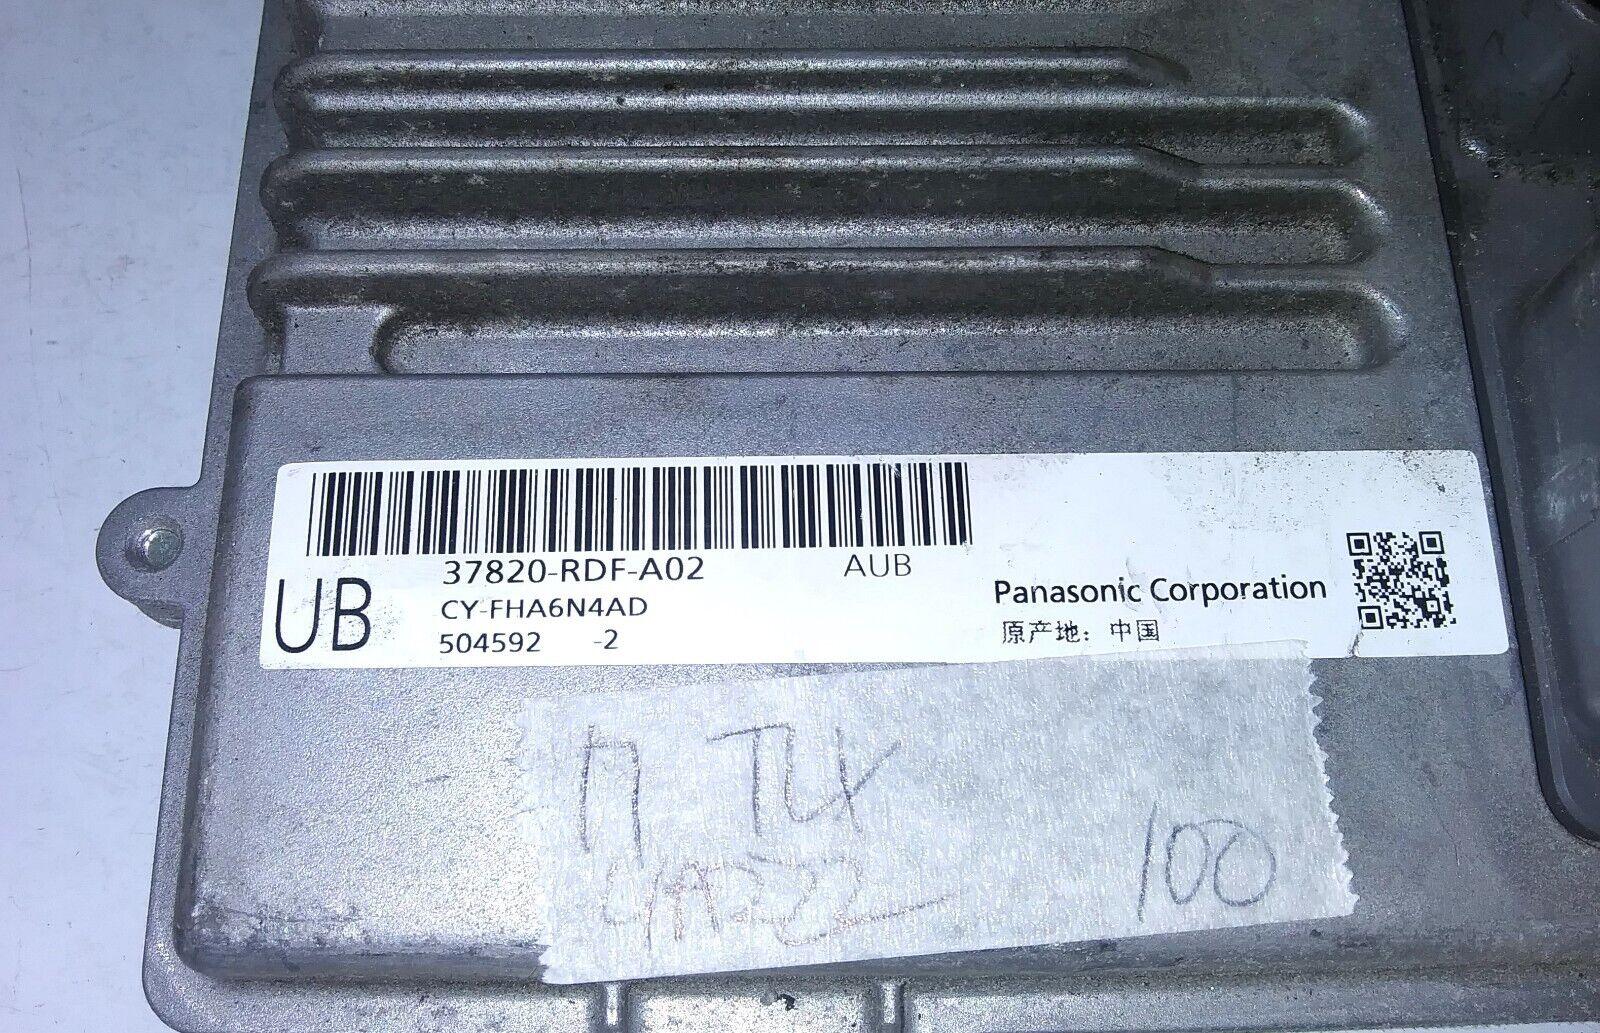 37820-RDF-A02 AUB
UB
CY-FHA6N4AD
504592 -2
Panasonic Corporation
原产地：中国
17 TLX
100